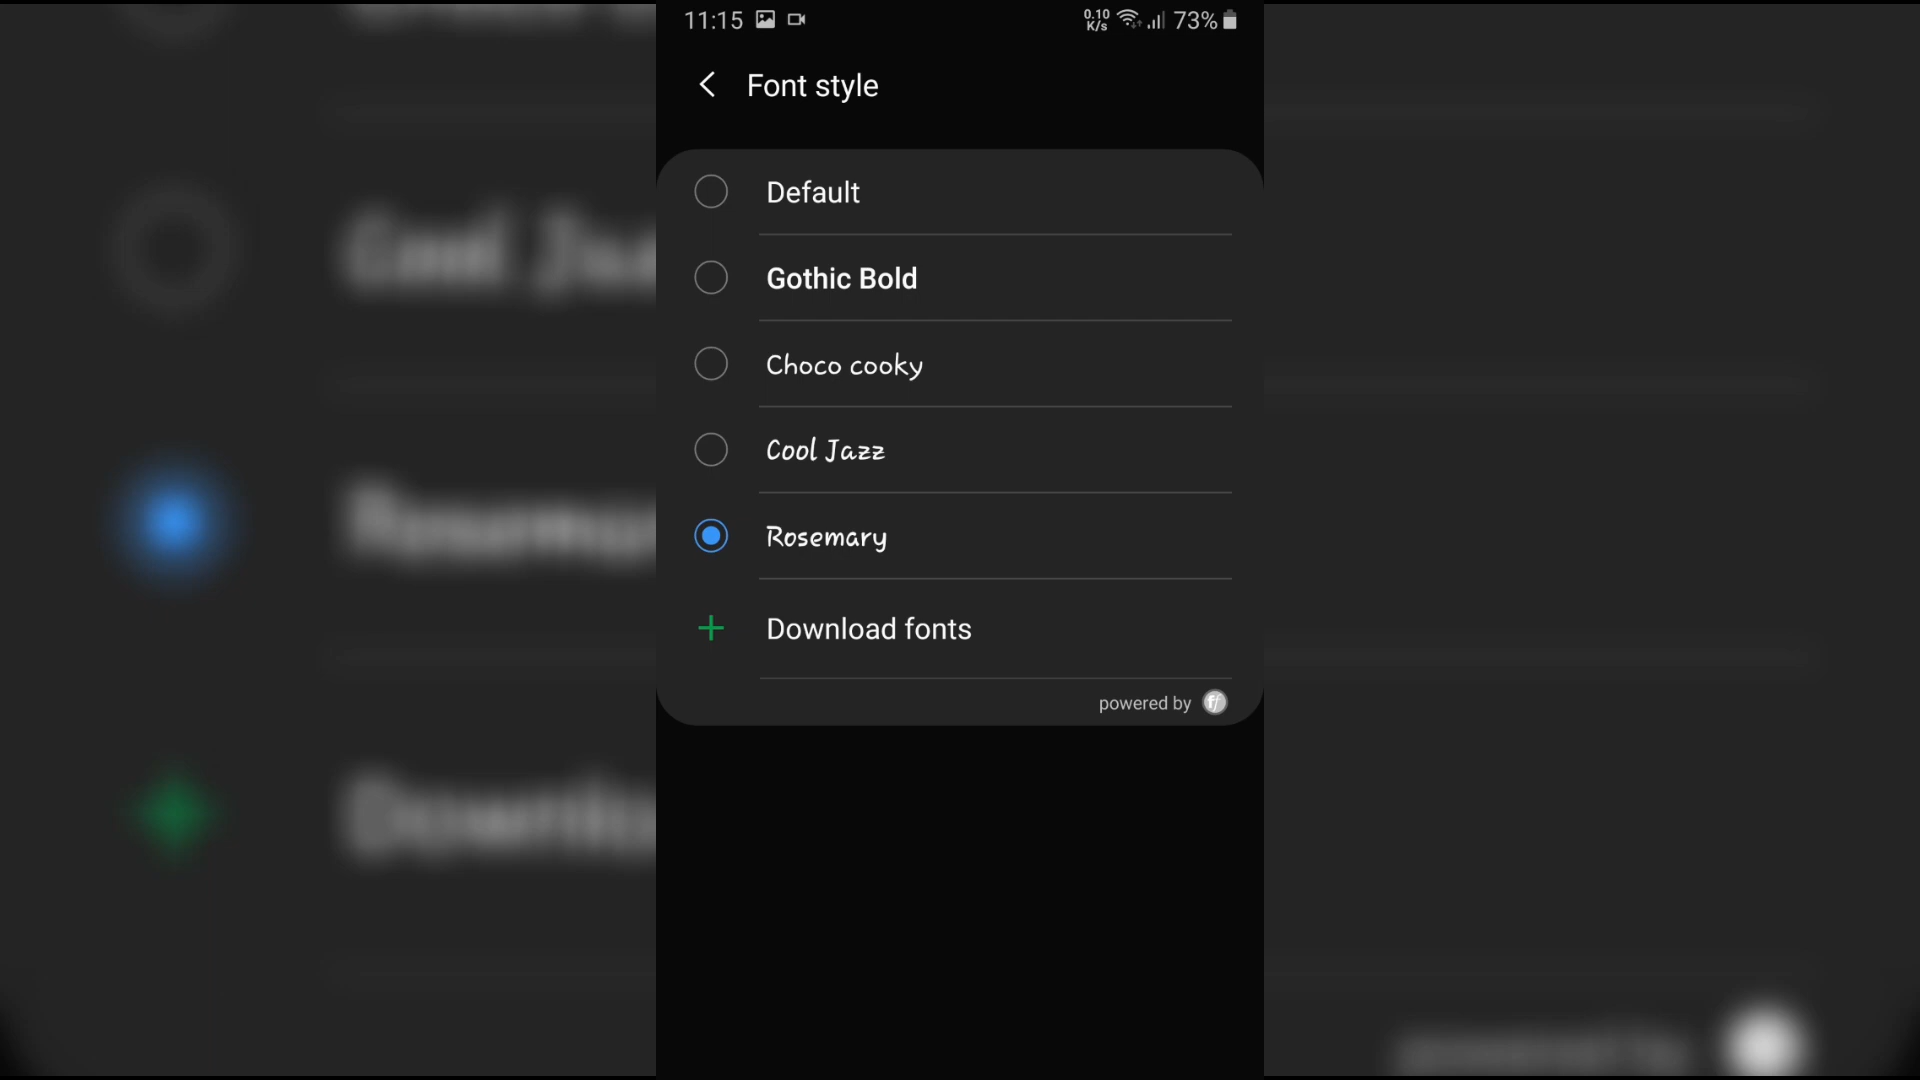 11:15 0.10 K/s 73%
Font style
Default
Gothic Bold
Choco cooky
Cool Jazz
Rosemary
Download fonts
powered by ff